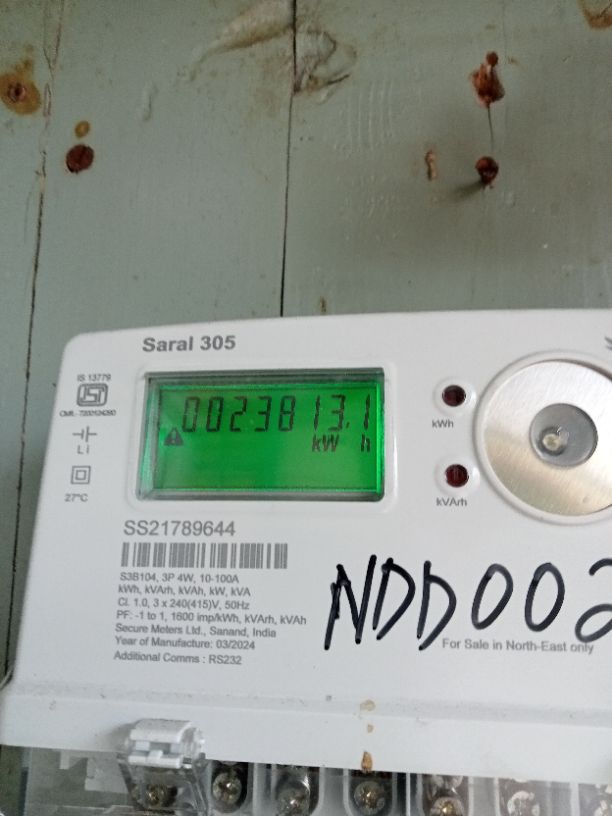 Saral 305
IS 13779
ISI
Li
27°C
0023813.1
kW h
kWh
kVArh
SS21789644
S3B104, 3P 4W, 10-100A
kWh, kVArh, kVAh, kW, kVA
Cl. 1.0, 3 x 240(415)V, 50Hz
PF: -1 to 1, 1600 imp/kWh, kVArh, kVAh
Secure Meters Ltd., Sanand, India
Year of Manufacture: 03/2024
Additional Comms : RS232
NDD002
For Sale in North-East only